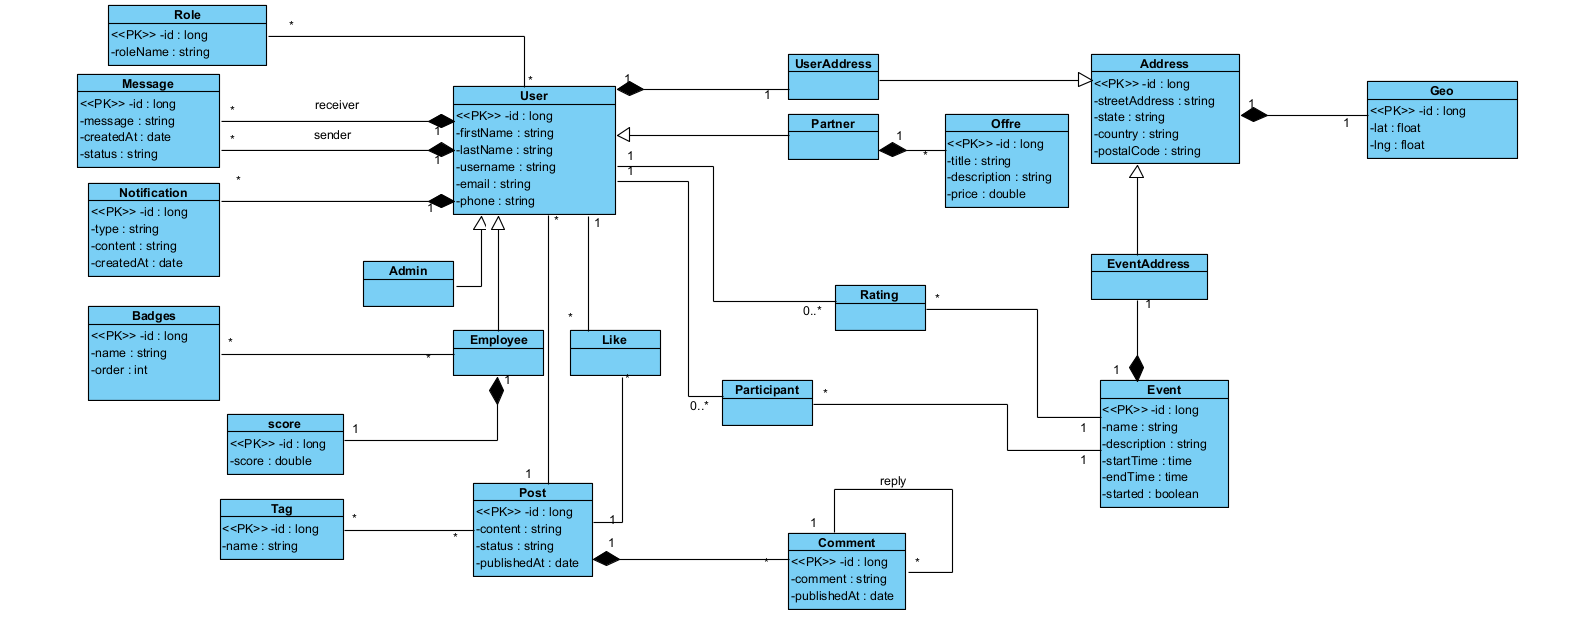 Role
<<PK>> -id : long
-roleName : string
*
*
Message
<<PK>> -id : long
-message : string
-createdAt : date
-status : string
*
receiver
*
sender
1
1
Notification
<<PK>> -id : long
-type : string
-content : string
-createdAt : date
*
1
User
<<PK>> -id : long
-firstName : string
-lastName : string
-username : string
-email : string
-phone : string
1
1
UserAddress
Partner
1
*
Offre
<<PK>> -id : long
-title : string
-description : string
-price : double
Address
<<PK>> -id : long
-streetAddress : string
-state : string
-country : string
-postalCode : string
1
1
Geo
<<PK>> -id : long
-lat : float
-lng : float
1
1
*
1
Admin
EventAddress
1
Badges
<<PK>> -id : long
-name : string
-order : int
*
*
Employee
1
*
Like
*
0..*
Rating
*
0..*
Participant
*
1
Event
<<PK>> -id : long
-name : string
-description : string
-startTime : time
-endTime : time
-started : boolean
1
1
score
<<PK>> -id : long
-score : double
1
Tag
<<PK>> -id : long
-name : string
*
*
1
Post
<<PK>> -id : long
-content : string
-status : string
-publishedAt : date
1
1
*
reply
1
*
Comment
<<PK>> -id : long
-comment : string
-publishedAt : date